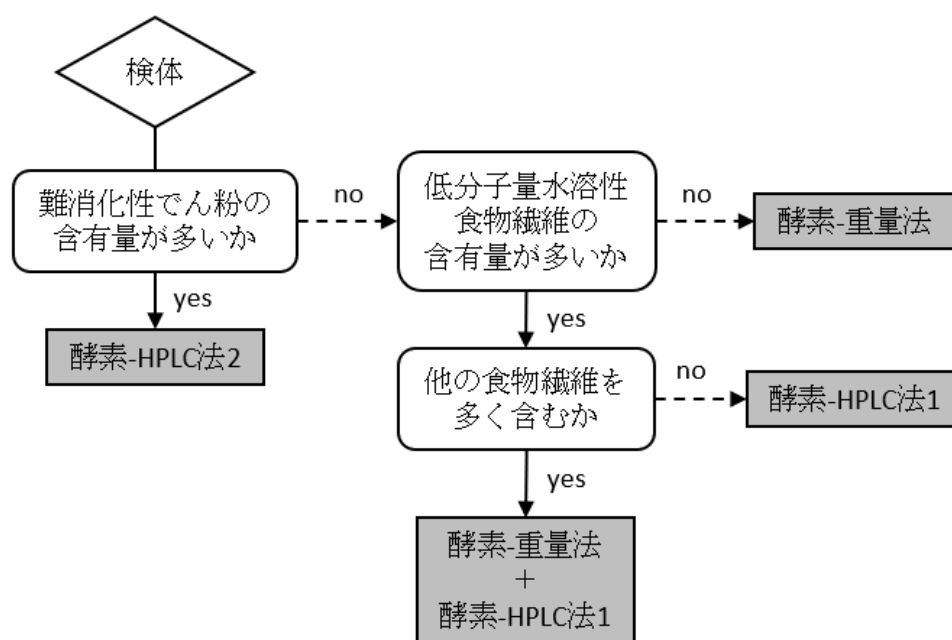 検体
難消化性でん粉の
含有量が多いか
no
低分子量水溶性
食物繊維の
含有量が多いか
no
酵素-重量法
yes
酵素-HPLC法2
yes
他の食物繊維を
多く含むか
no
酵素-HPLC法1
yes
酵素-重量法
+
酵素-HPLC法1